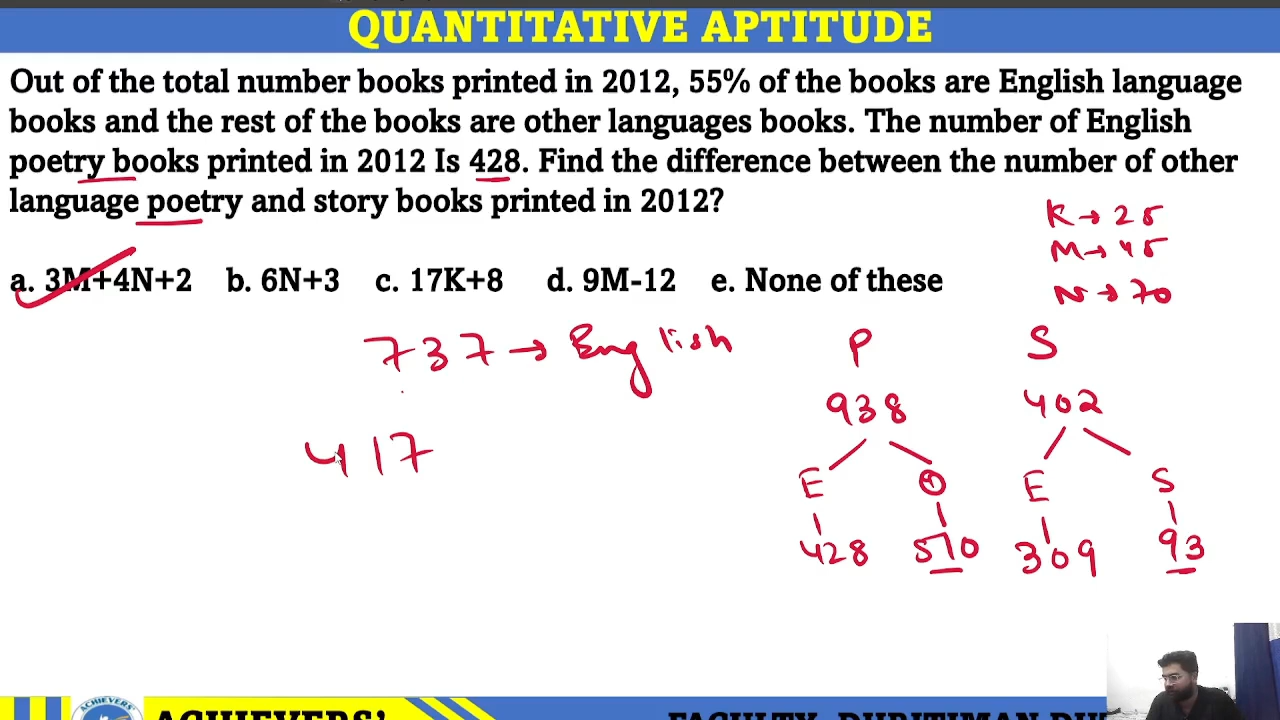 QUANTITATIVE APTITUDE
Out of the total number books printed in 2012, 55% of the books are English language
books and the rest of the books are other languages books. The number of English
poetry books printed in 2012 Is 428. Find the difference between the number of other
language poetry and story books printed in 2012?
K → 25
M → 45
N → 70
a. 3M+4N+2 b. 6N+3 c. 17K+8 d. 9M-12 e. None of these
737 → English
P S
938 402
417
E O E S
428 510 309 93
ACHIEVERS'
ACHIEVERS'